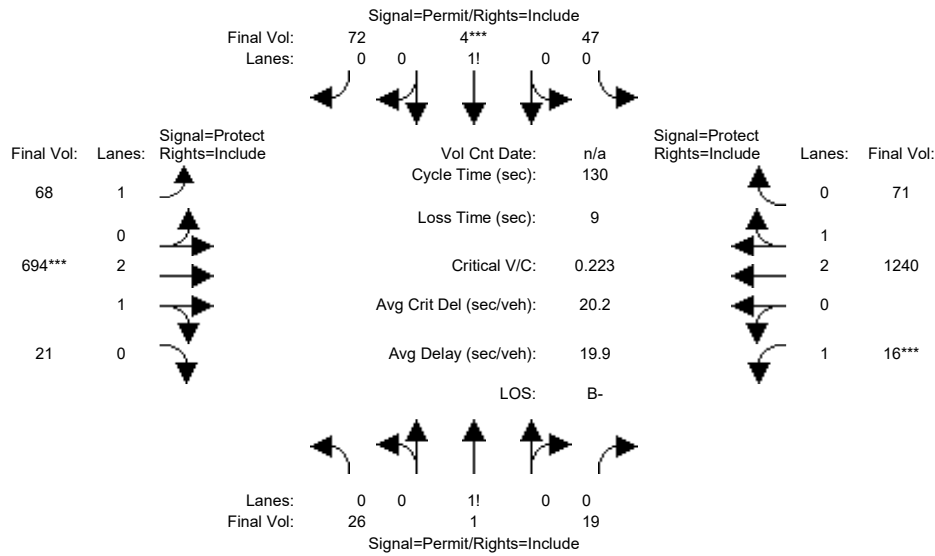 Signal=Permit/Rights=Include
Final Vol: 72 4*** 47
Lanes: 0 0 1! 0 0
Signal=Protect
Final Vol: Lanes: Rights=Include
Vol Cnt Date: n/a
Signal=Protect
Rights=Include Lanes: Final Vol:
Cycle Time (sec): 130
68 1
0 71
Loss Time (sec): 9
0
1
694*** 2
Critical V/C: 0.223
2 1240
1
Avg Crit Del (sec/veh): 20.2
0
21 0
Avg Delay (sec/veh): 19.9
1 16***
LOS: B-
Lanes: 0 0 1! 0 0
Final Vol: 26 1 19
Signal=Permit/Rights=Include